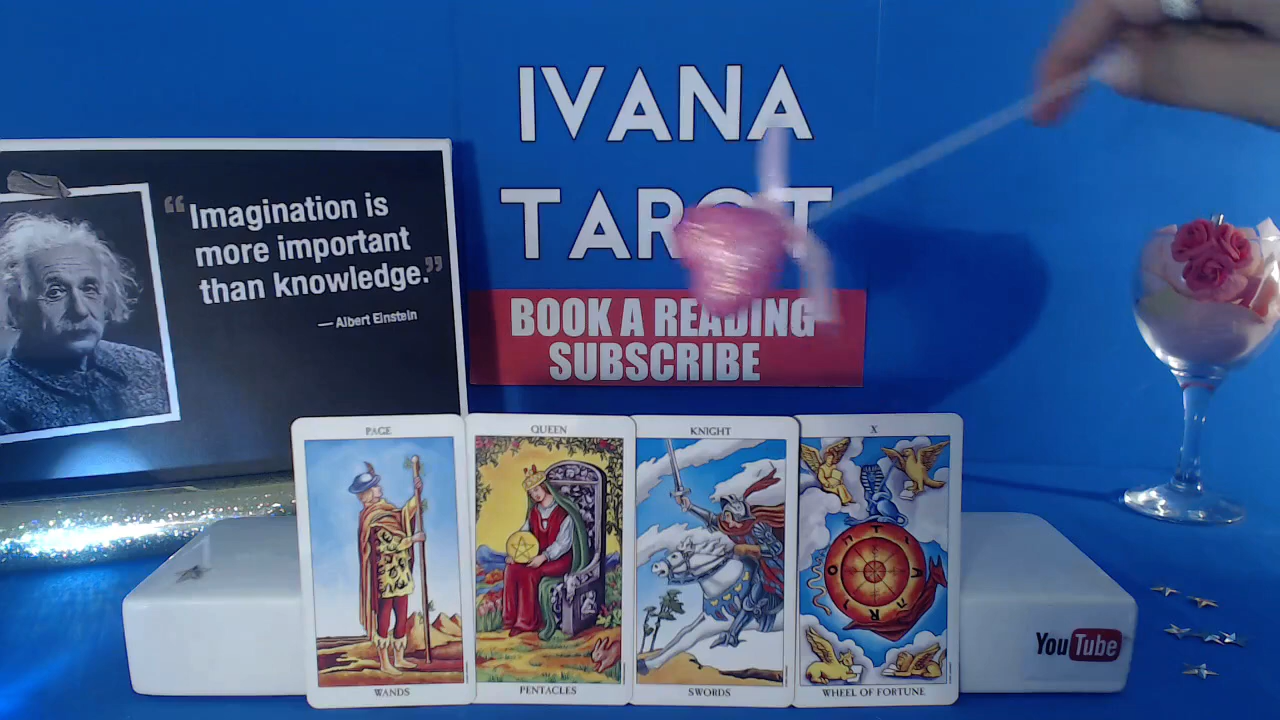 IVANA
TAROT
BOOK A READING
SUBSCRIBE
“Imagination is
more important
than knowledge.”
— Albert Einstein
PAGE
WANDS
QUEEN
PENTACLES
KNIGHT
SWORDS
X
WHEEL OF FORTUNE
YouTube